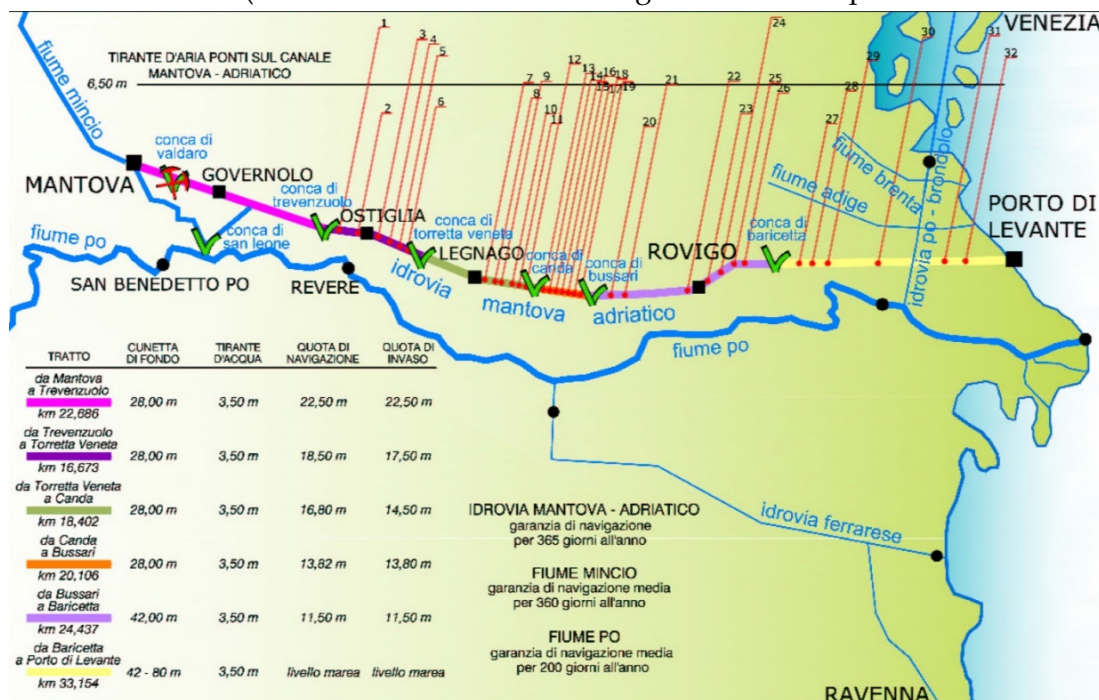 VENEZIA
TIRANTE D'ARIA PONTI SUL CANALE
MANTOVA - ADRIATICO
6,50 m
1
2
3
4
5
6
7
8
9
10
11
12
13
14
15
16
17
18
19
20
21
22
23
24
25
26
27
28
29
30
31
32
fiume mincio
conca di
valdaro
MANTOVA
GOVERNOLO
conca di
trevenzuolo
OSTIGLIA
conca di
torretta veneta
LEGNAGO
conca di
canda
conca di
bussari
ROVIGO
conca di
baricetta
fiume brenta
fiume adige
idrovia po - brondolo
PORTO DI
LEVANTE
fiume po
conca di
san leone
SAN BENEDETTO PO
REVERE
idrovia
mantova
adriatico
fiume po
TRATTO
CUNETTA
DI FONDO
TIRANTE
D'ACQUA
QUOTA DI
NAVIGAZIONE
QUOTA DI
INVASO
da Mantova
a Trevenzuolo
km 22,686
28,00 m
3,50 m
22,50 m
22,50 m
da Trevenzuolo
a Torretta Veneta
km 16,673
28,00 m
3,50 m
18,50 m
17,50 m
da Torretta Veneta
a Canda
km 18,402
28,00 m
3,50 m
16,80 m
14,50 m
da Canda
a Bussari
km 20,106
28,00 m
3,50 m
13,82 m
13,80 m
da Bussari
a Baricetta
km 24,437
42,00 m
3,50 m
11,50 m
11,50 m
da Baricetta
a Porto di Levante
km 33,154
42 - 80 m
3,50 m
livello marea
livello marea
IDROVIA MANTOVA - ADRIATICO
garanzia di navigazione
per 365 giorni all'anno
FIUME MINCIO
garanzia di navigazione media
per 360 giorni all'anno
FIUME PO
garanzia di navigazione media
per 200 giorni all'anno
idrovia ferrarese
RAVENNA